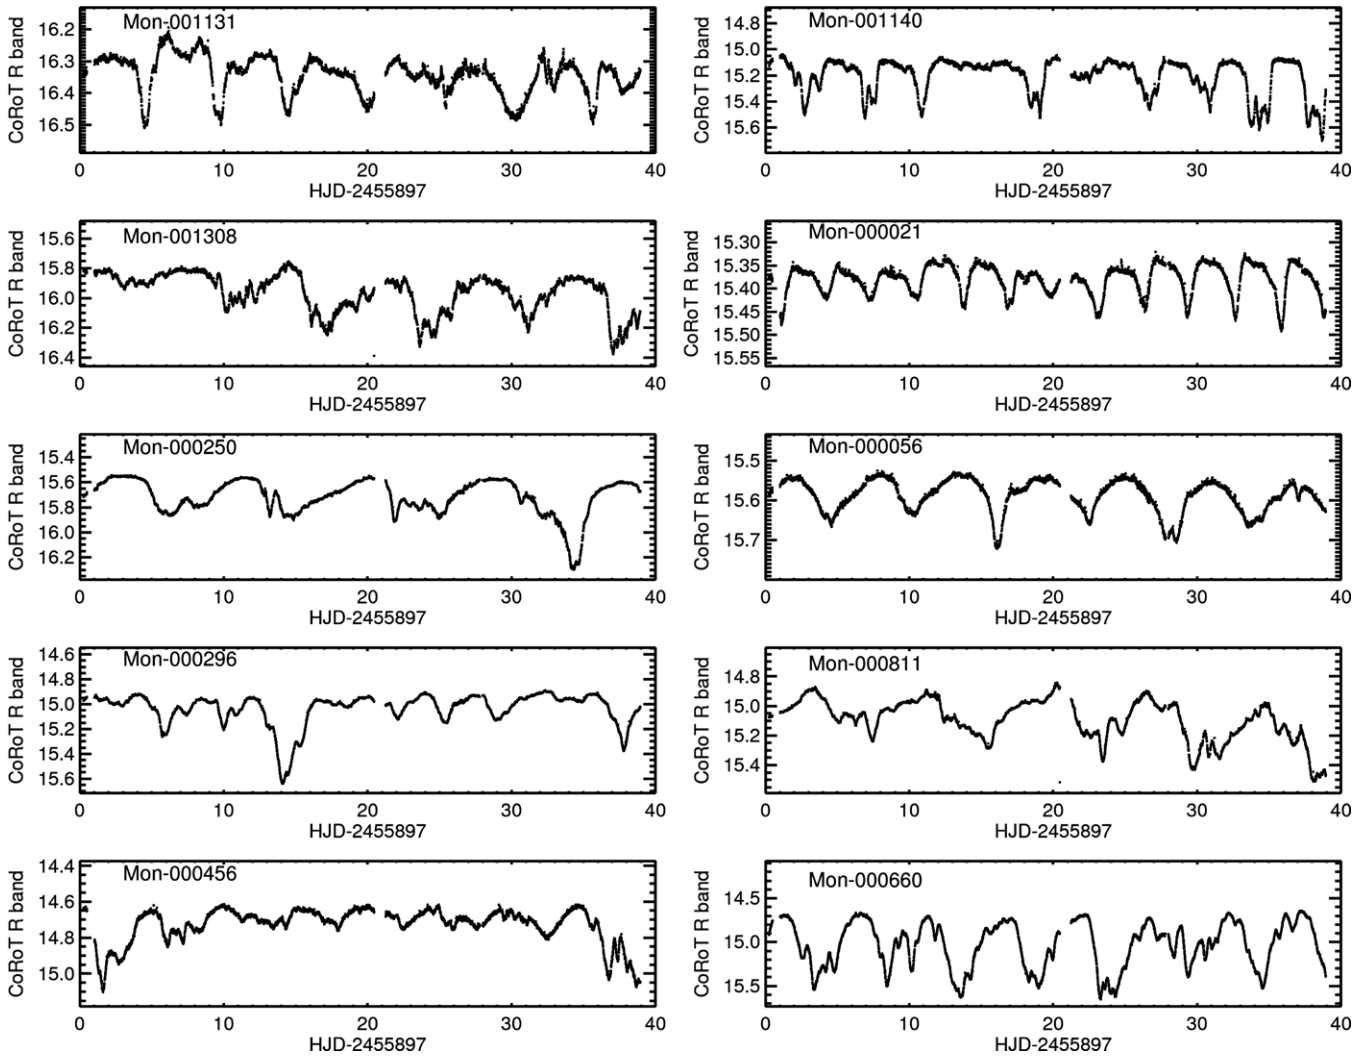 Mon-001131
CoRoT R band
16.2
16.3
16.4
16.5
0 10 20 30 40
HJD-2455897
Mon-001140
CoRoT R band
14.8
15.0
15.2
15.4
15.6
0 10 20 30 40
HJD-2455897
Mon-001308
CoRoT R band
15.6
15.8
16.0
16.2
16.4
0 10 20 30 40
HJD-2455897
Mon-000021
CoRoT R band
15.30
15.35
15.40
15.45
15.50
15.55
0 10 20 30 40
HJD-2455897
Mon-000250
CoRoT R band
15.4
15.6
15.8
16.0
16.2
0 10 20 30 40
HJD-2455897
Mon-000056
CoRoT R band
15.5
15.6
15.7
0 10 20 30 40
HJD-2455897
Mon-000296
CoRoT R band
14.6
14.8
15.0
15.2
15.4
15.6
0 10 20 30 40
HJD-2455897
Mon-000811
CoRoT R band
14.8
15.0
15.2
15.4
0 10 20 30 40
HJD-2455897
Mon-000456
CoRoT R band
14.4
14.6
14.8
15.0
0 10 20 30 40
HJD-2455897
Mon-000660
CoRoT R band
14.5
15.0
15.5
0 10 20 30 40
HJD-2455897